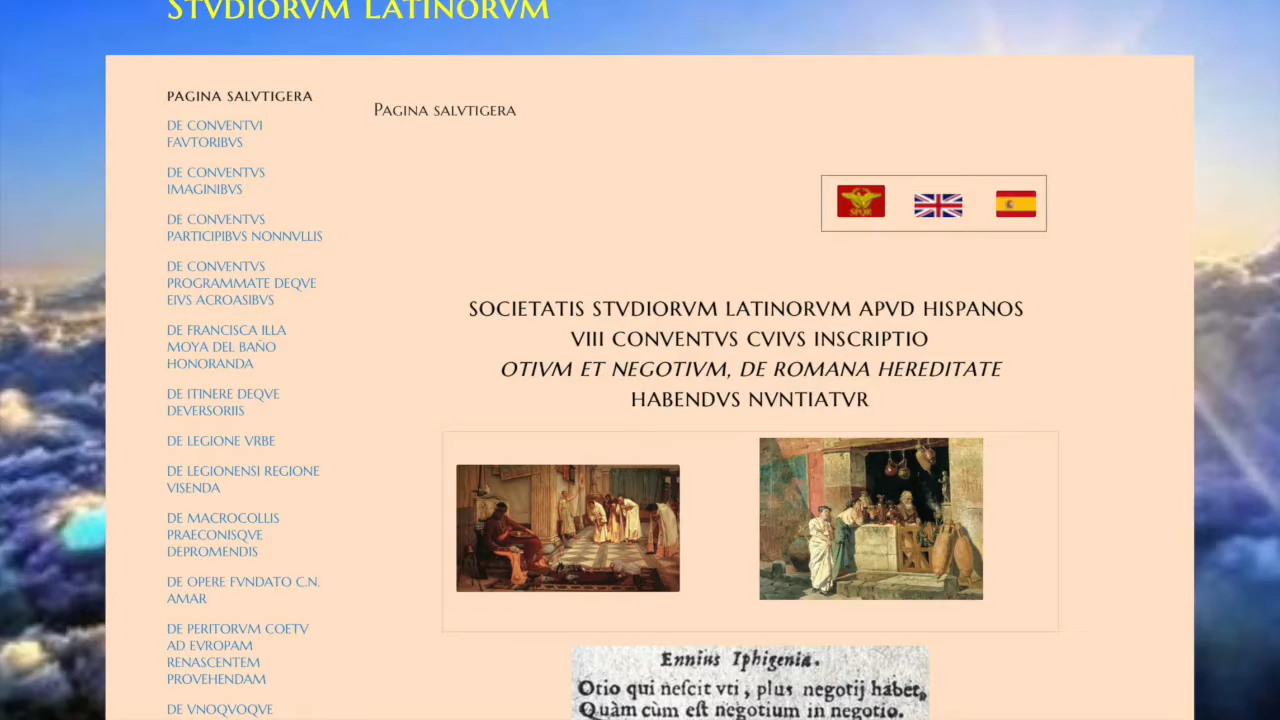 STVDIORVM LATINORVM
PAGINA SALVTIGERA
DE CONVENTVI
FAVTORIBVS
DE CONVENTVS
IMAGINIBVS
DE CONVENTVS
PARTICIPIBVS NONNVLLIS
DE CONVENTVS
PROGRAMMATE DEQVE
EIVS ACROASIBVS
DE FRANCISCA ILLA
MOYA DEL BAÑO
HONORANDA
DE ITINERE DEQVE
DEVERSORIIS
DE LEGIONE VRBE
DE LEGIONENSI REGIONE
VISENDA
DE MACROCOLLIS
PRAECONISQVE
DEPROMENDIS
DE OPERE FVNDATO C.N.
AMAR
DE PERITORVM COETV
AD EVROPAM
RENASCENTEM
PROVEHENDAM
DE VNOQVOQVE
PAGINA SALVTIGERA
SPQR
SOCIETATIS STVDIORVM LATINORVM APVD HISPANOS
VIII CONVENTVS CVIVS INSCRIPTIO
OTIVM ET NEGOTIVM, DE ROMANA HEREDITATE
HABENDVS NVNTIATVR
Ennius Iphigenia.
Otio qui nescit vti, plus negotij habet,
Quàm cùm est negotium in negotio.